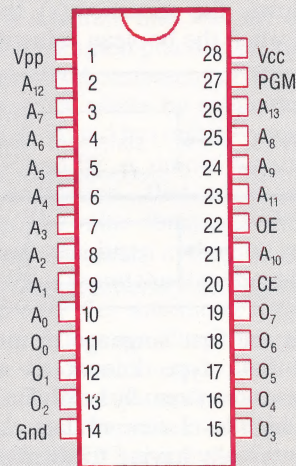 Vpp 1 28 Vcc
A12 2 27 PGM
A7 3 26 A13
A6 4 25 A8
A5 5 24 A9
A4 6 23 A11
A3 7 22 OE
A2 8 21 A10
A1 9 20 CE
A0 10 19 O7
O0 11 18 O6
O1 12 17 O5
O2 13 16 O4
Gnd 14 15 O3